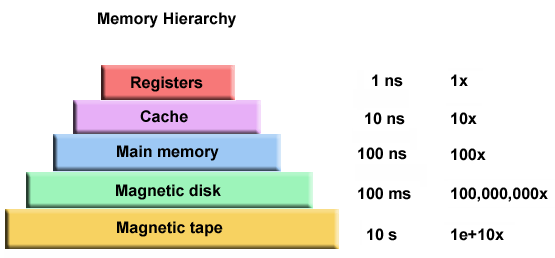 Memory Hierarchy
Registers 1 ns 1x
Cache 10 ns 10x
Main memory 100 ns 100x
Magnetic disk 100 ms 100,000,000x
Magnetic tape 10 s 1e+10x